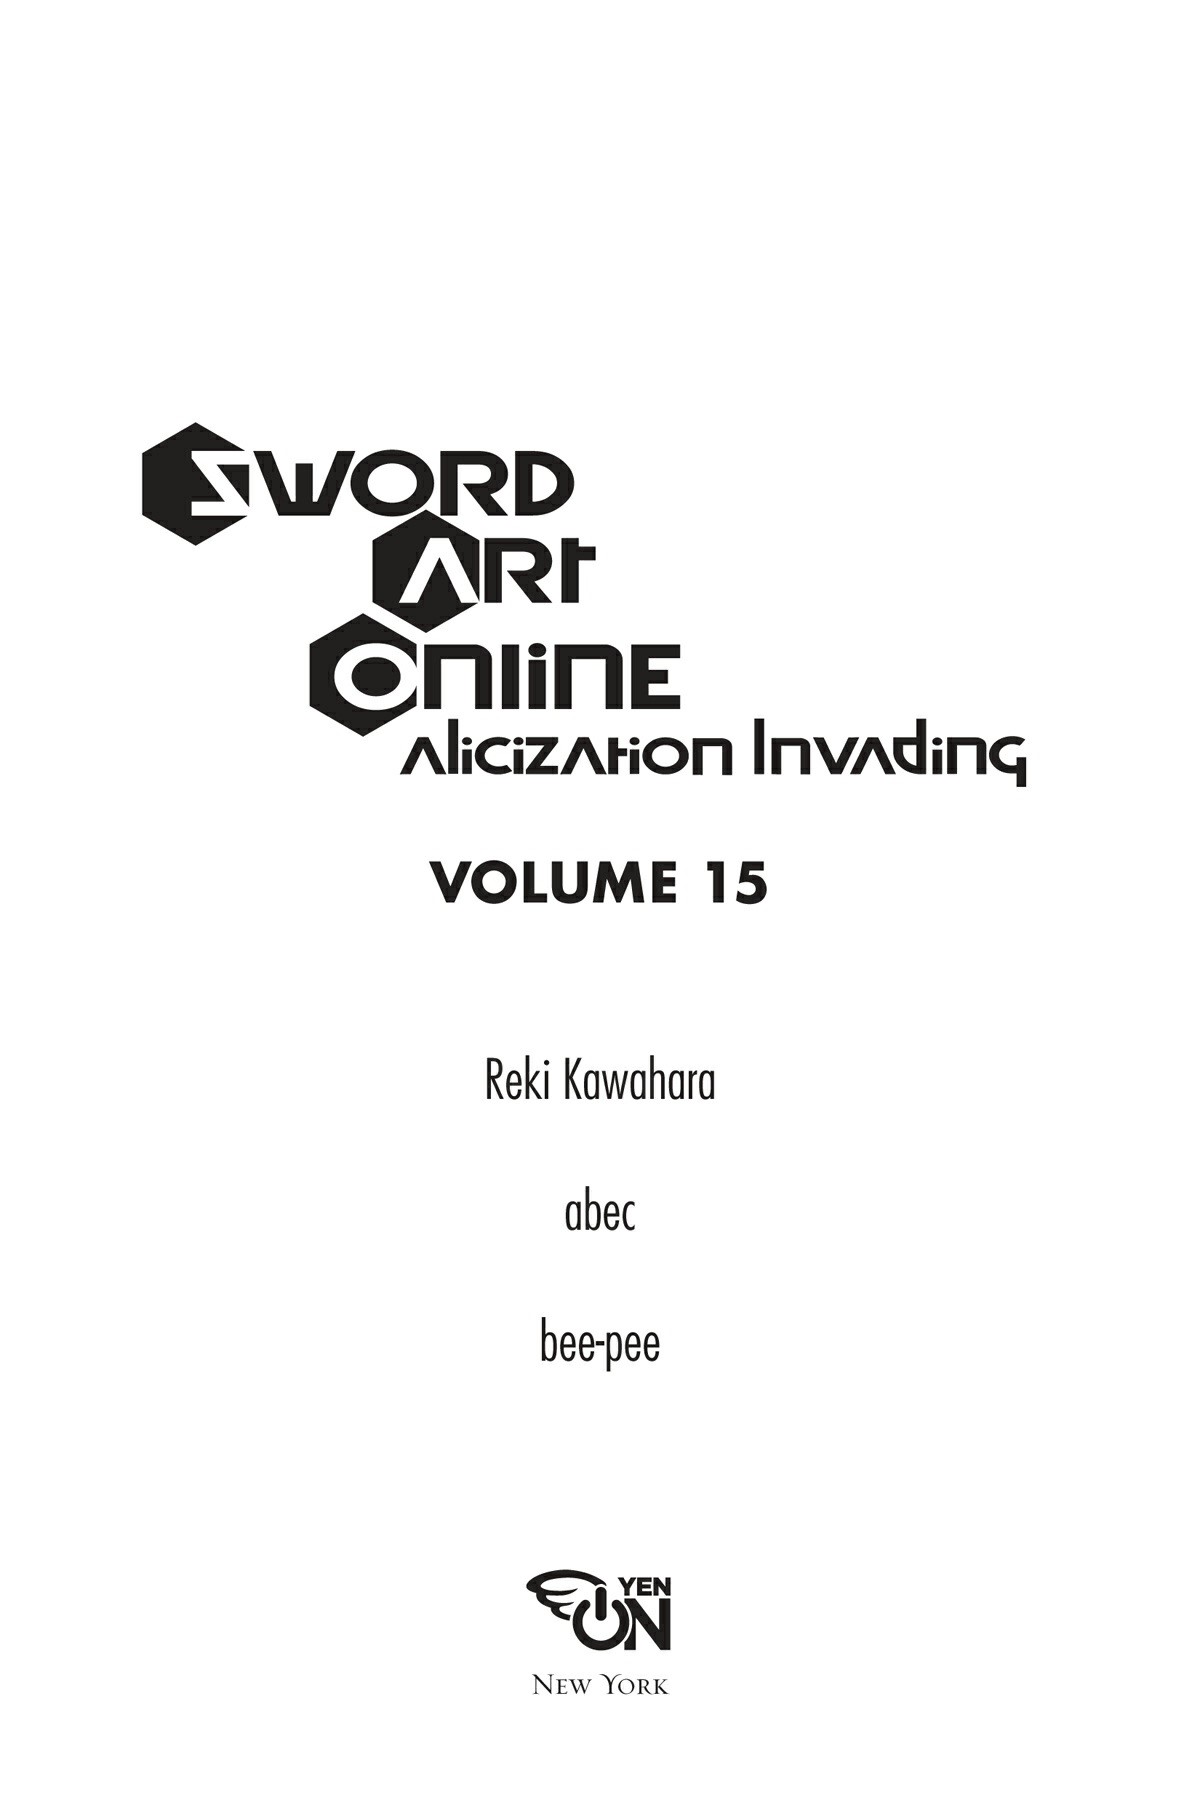 SWORD
ART
ONLINE
ALICIZATION INVADING
VOLUME 15
Reki Kawahara
abec
bee-pee
YEN
ON
NEW YORK